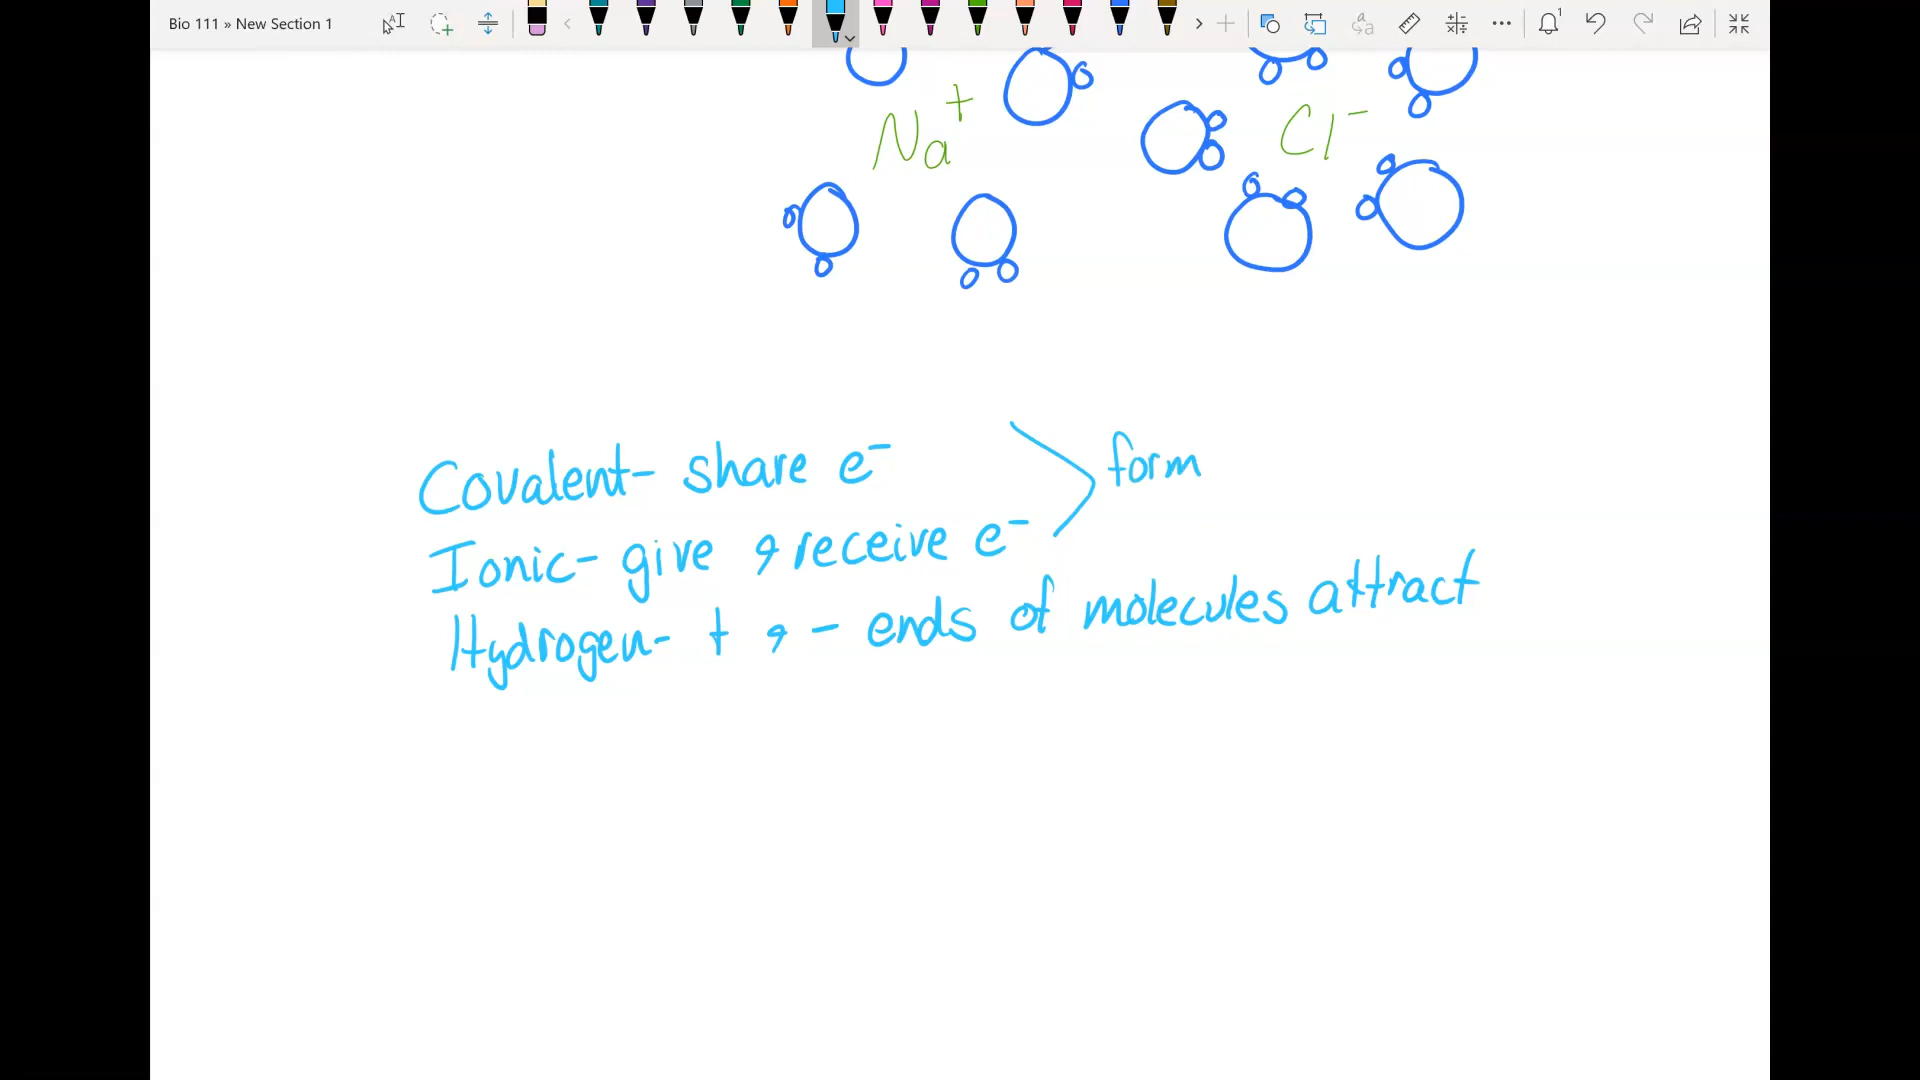 Bio 111 » New Section 1
Na+ Cl-
Covalent- share e- form
Ionic- give & receive e-
Hydrogen- + & - ends of molecules attract